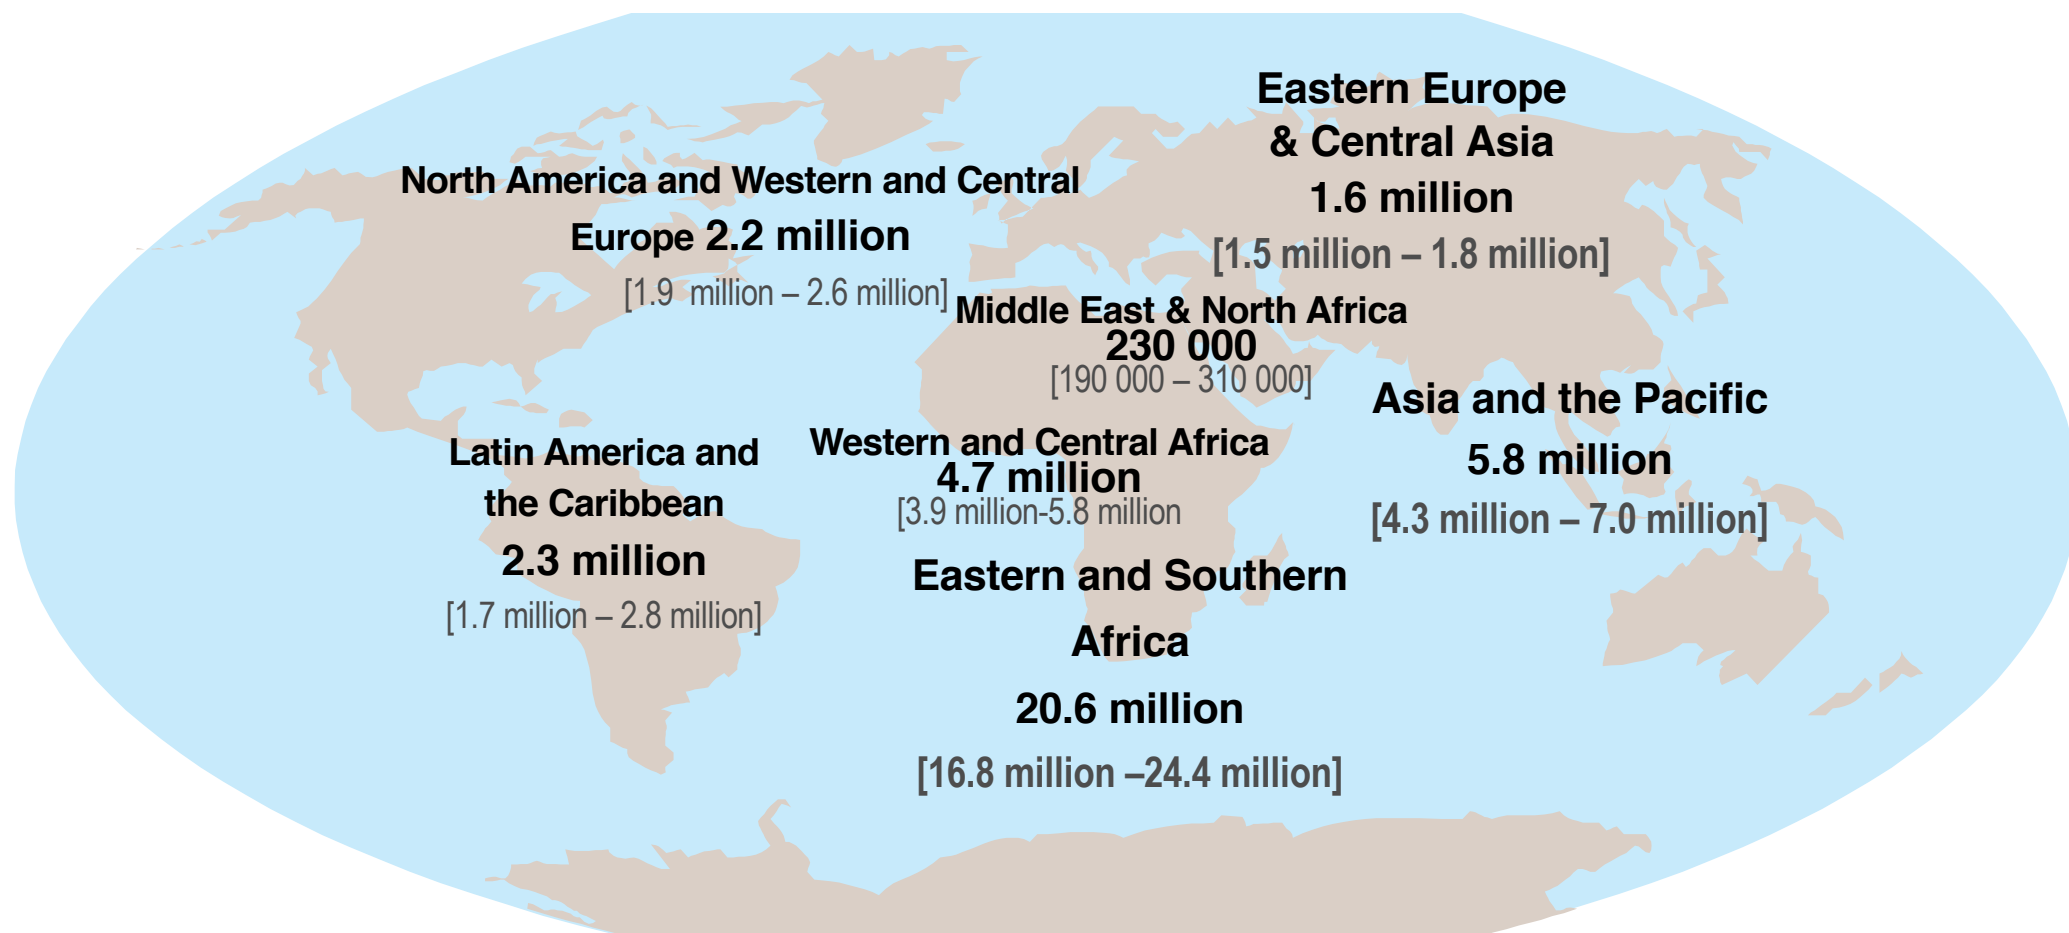 Eastern Europe
& Central Asia
1.6 million
[1.5 million – 1.8 million]
North America and Western and Central
Europe 2.2 million
[1.9 million – 2.6 million]
Middle East & North Africa
230 000
[190 000 – 310 000]
Asia and the Pacific
5.8 million
[4.3 million – 7.0 million]
Latin America and
the Caribbean
2.3 million
[1.7 million – 2.8 million]
Western and Central Africa
4.7 million
[3.9 million-5.8 million
Eastern and Southern
Africa
20.6 million
[16.8 million –24.4 million]